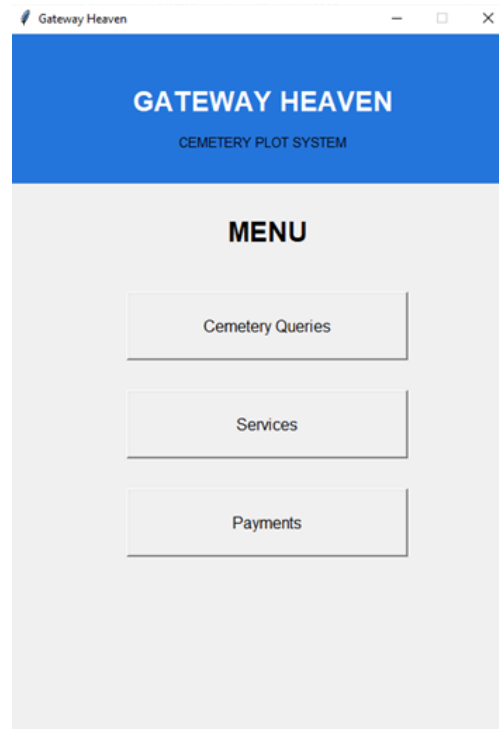 Gateway Heaven
GATEWAY HEAVEN
CEMETERY PLOT SYSTEM
MENU
Cemetery Queries
Services
Payments